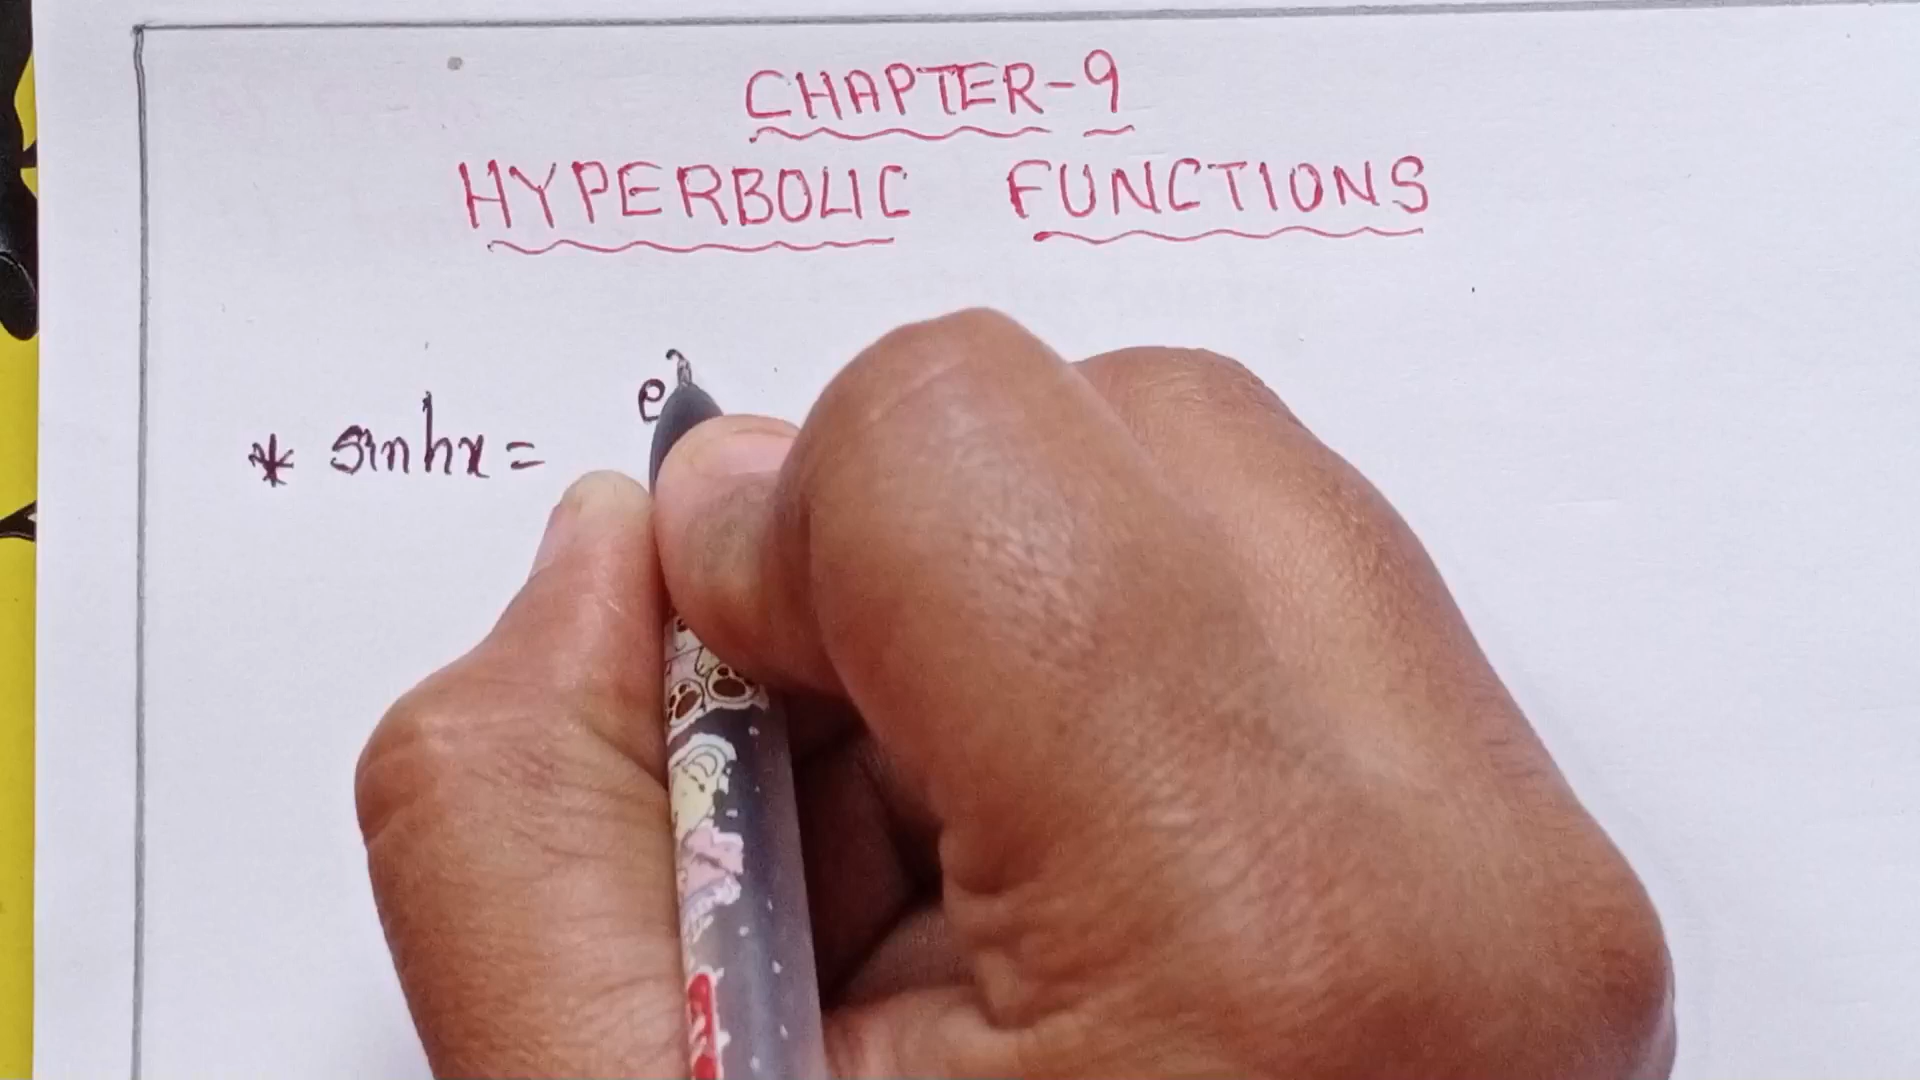 CHAPTER-9
HYPERBOLIC FUNCTIONS
* sinhx = e